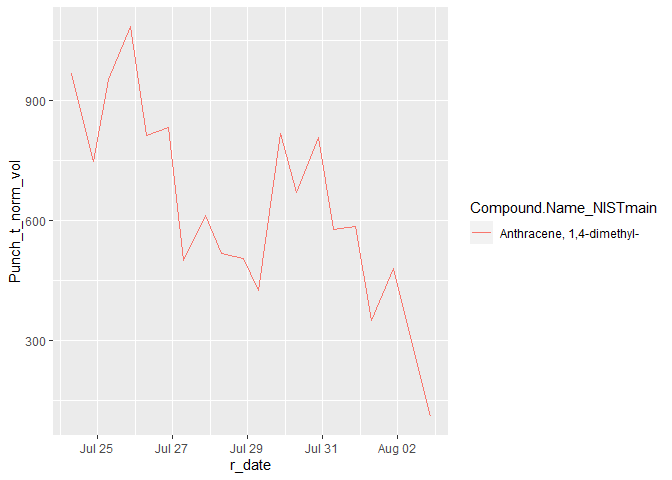 900
600
300
Punch_t_norm_vol
Jul 25
Jul 27
Jul 29
Jul 31
Aug 02
r_date
Compound.Name_NISTmain
Anthracene, 1,4-dimethyl-